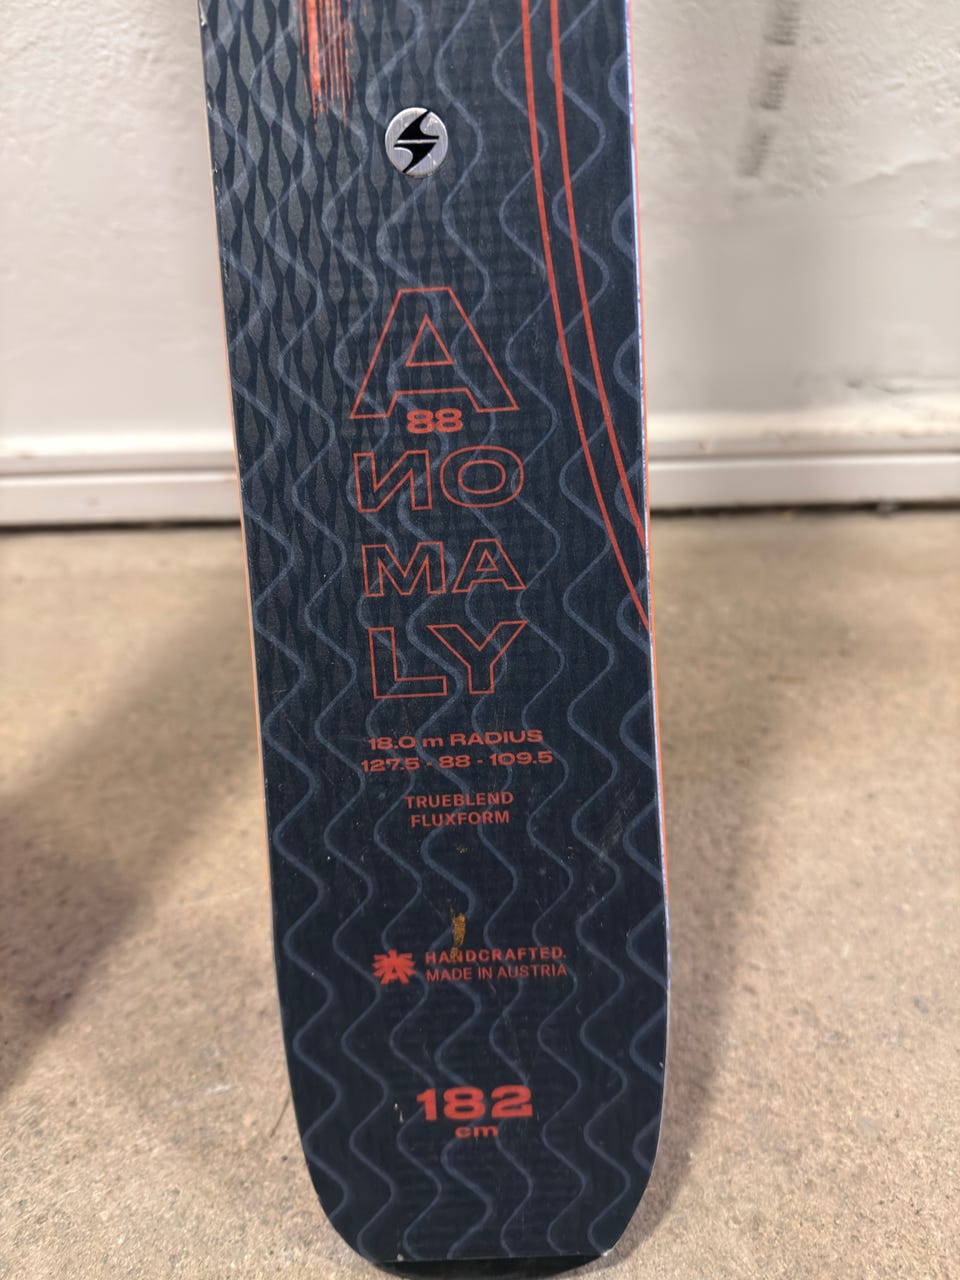 A
88
NO
MA
LY
18.0 m RADIUS
127.5 - 88 - 109.5
TRUEBLEND
FLUXFORM
HANDCRAFTED.
MADE IN AUSTRIA
182
cm